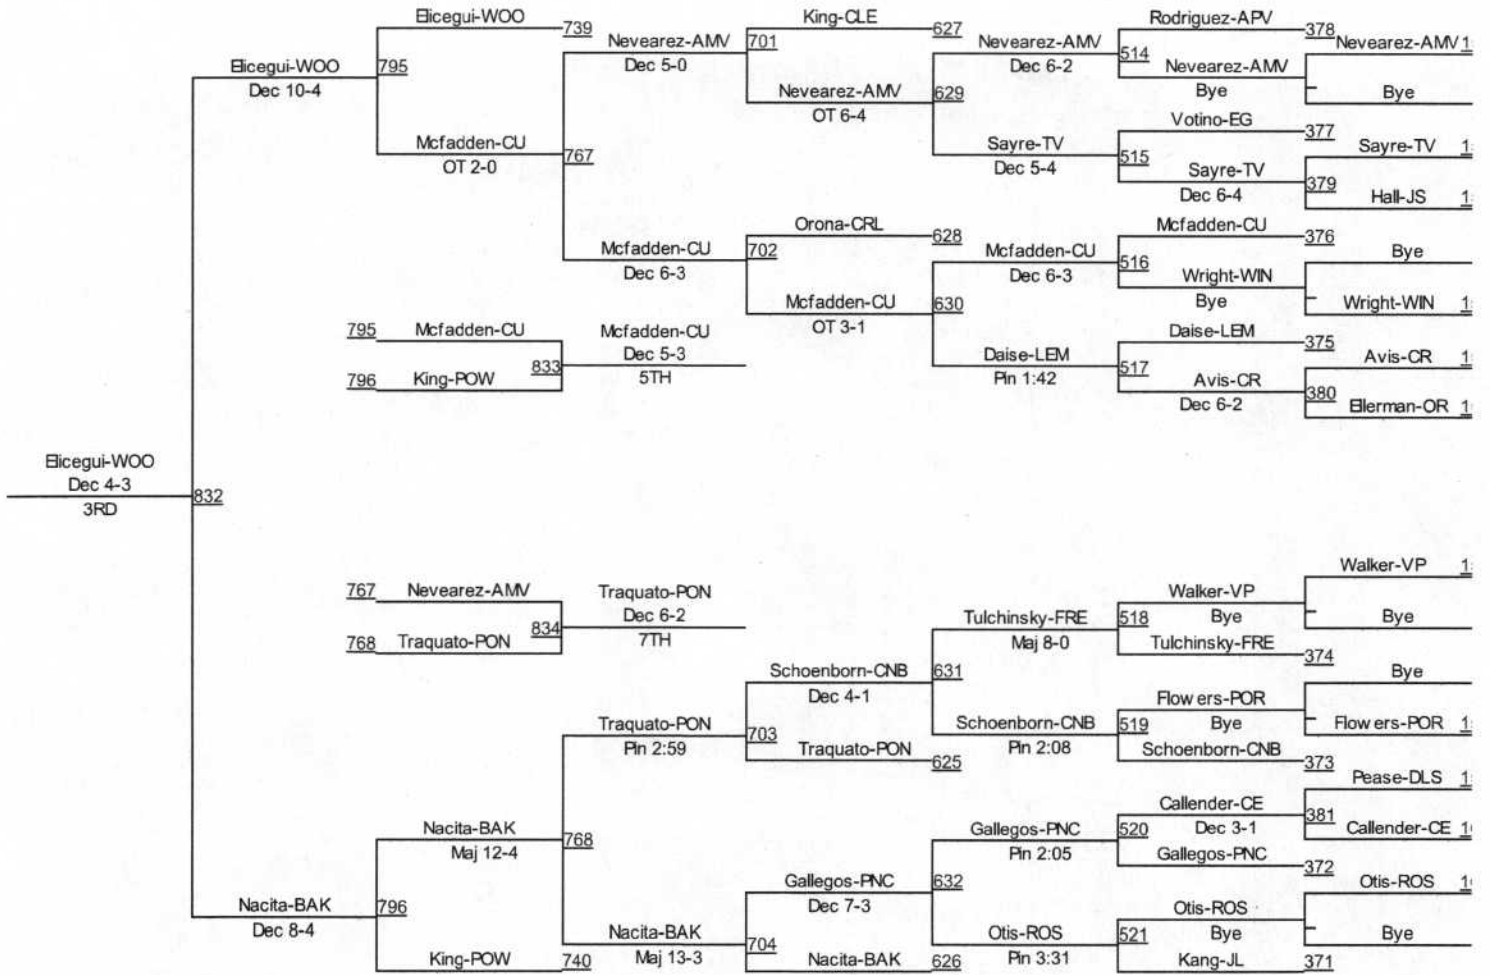 Elicegui-WOO
739
King-CLE
627
Rodriguez-APV
378
Nevearez-AMV
Dec 5-0
701
Nevearez-AMV
Dec 6-2
514
Nevearez-AMV
Elicegui-WOO
Dec 10-4
795
Nevearez-AMV
OT 6-4
629
Nevearez-AMV
Bye
Bye
Votino-EG
377
Mcfadden-CU
OT 2-0
767
Sayre-TV
Dec 5-4
515
Sayre-TV
Sayre-TV
Dec 6-4
379
Hall-JS
Orona-CRL
628
Mcfadden-CU
376
Mcfadden-CU
Dec 6-3
702
Mcfadden-CU
Dec 6-3
516
Bye
Wright-WIN
Bye
Mcfadden-CU
OT 3-1
630
Wright-WIN
795
Mcfadden-CU
Mcfadden-CU
Dec 5-3
5TH
833
796
King-POW
Daise-LEM
375
Daise-LEM
Pin 1:42
517
Avis-CR
Avis-CR
Dec 6-2
380
Ellerman-OR
Elicegui-WOO
Dec 4-3
3RD
832
767
Nevearez-AMV
Traquato-PON
Dec 6-2
7TH
834
768
Traquato-PON
Walker-VP
Walker-VP
Bye
Bye
Tulchinsky-FRE
Maj 8-0
518
Tulchinsky-FRE
374
Schoenborn-CNB
Dec 4-1
631
Bye
Flowers-POR
Bye
Flowers-POR
Traquato-PON
Pin 2:59
703
Schoenborn-CNB
Pin 2:08
519
Traquato-PON
625
Schoenborn-CNB
373
Pease-DLS
Callender-CE
Dec 3-1
381
Callender-CE
Nacita-BAK
Maj 12-4
768
Gallegos-PNC
Pin 2:05
520
Gallegos-PNC
372
Gallegos-PNC
Dec 7-3
632
Otis-ROS
Nacita-BAK
Dec 8-4
796
Otis-ROS
Bye
Bye
Nacita-BAK
Maj 13-3
704
Otis-ROS
Pin 3:31
521
King-POW
740
Nacita-BAK
626
Kang-JL
371